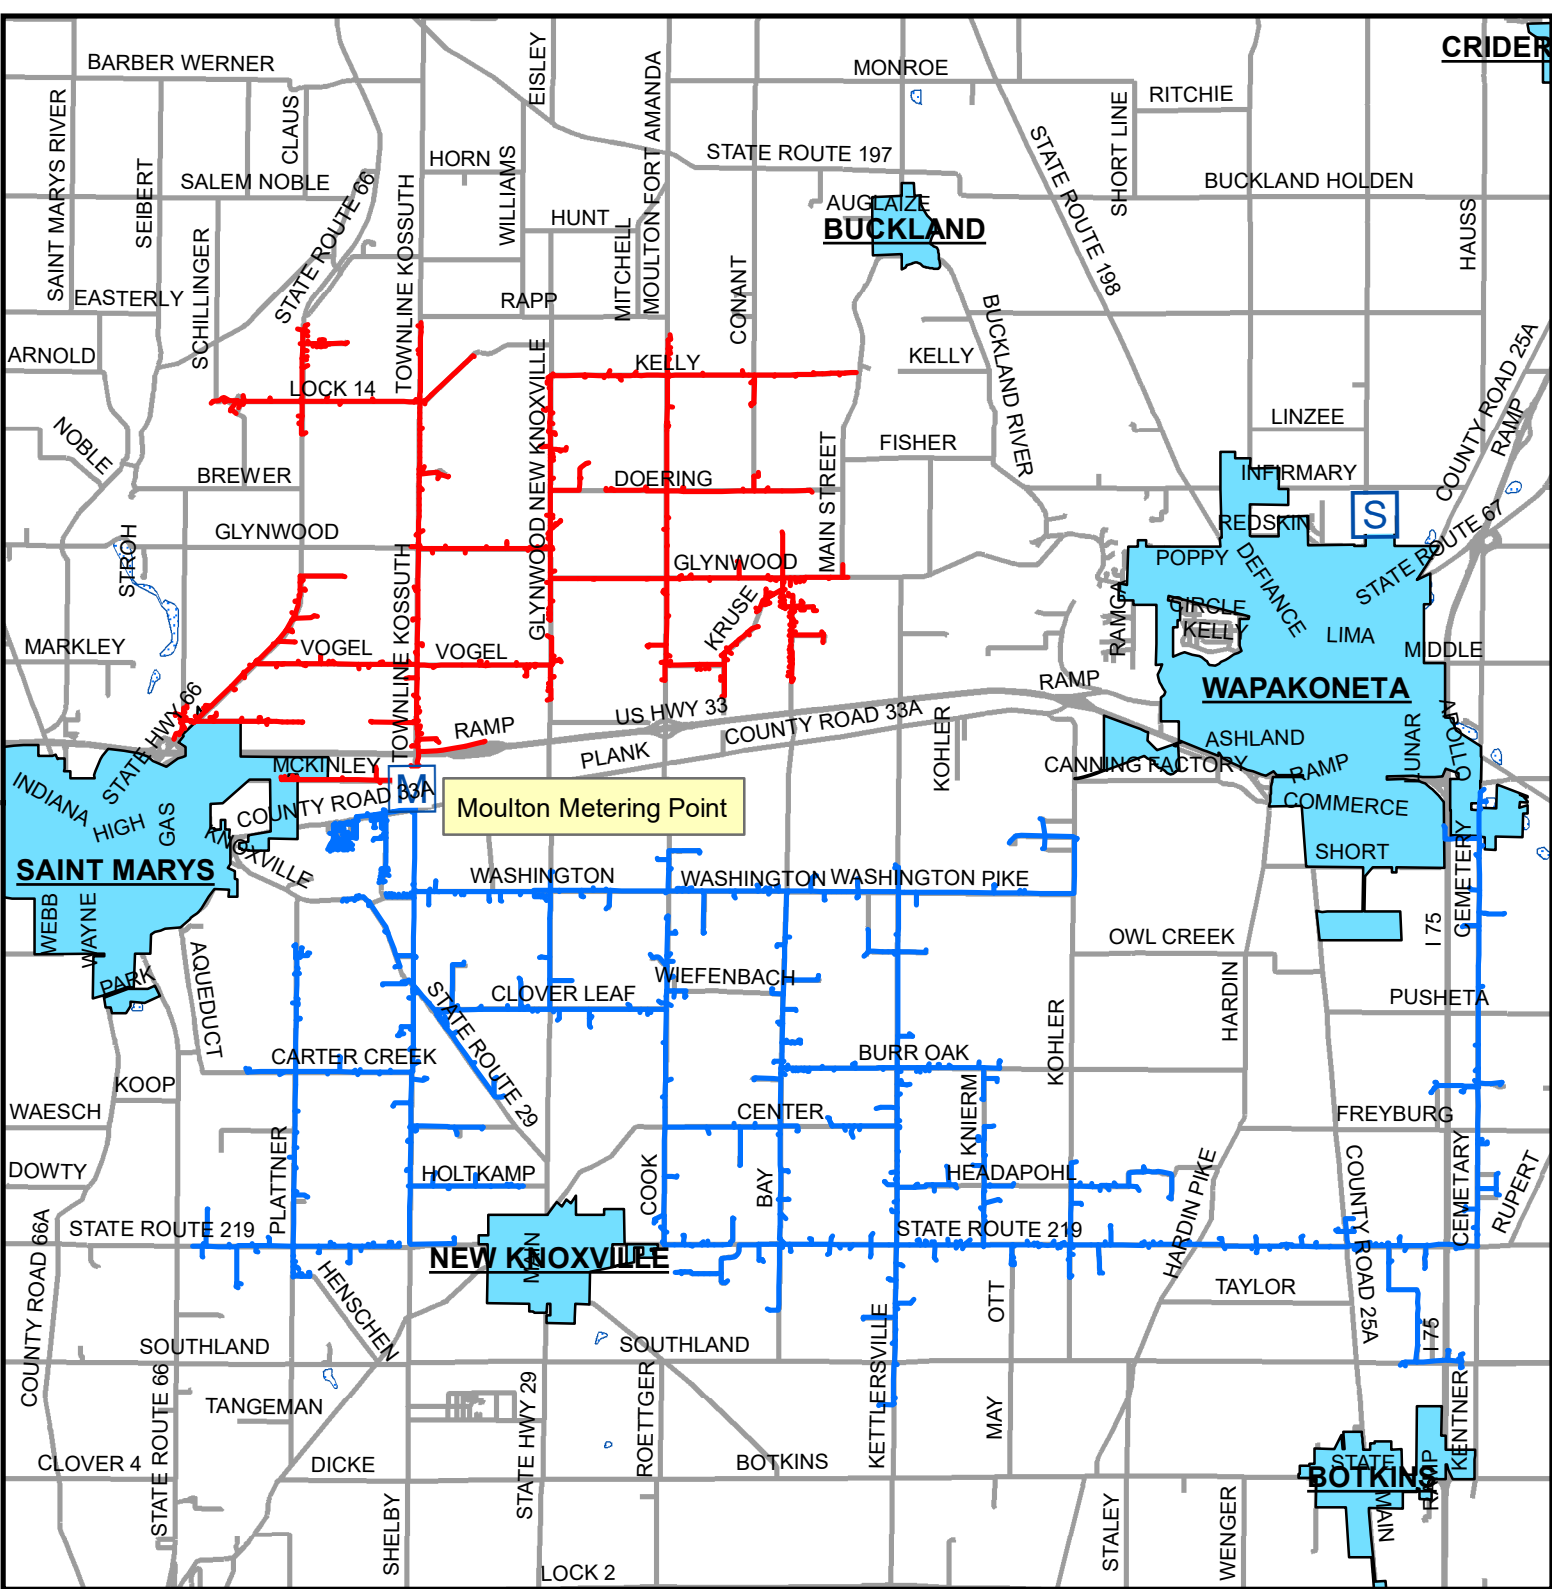 CRIDER
BARBER WERNER
EISLEY
MONROE
RITCHIE
SAINT MARYS RIVER
CLAUS
MOULTON FORT AMANDA
SHORT LINE
STATE ROUTE 198
HORN
STATE ROUTE 197
SEIBERT
SALEM NOBLE
WILLIAMS
BUCKLAND HOLDEN
STATE ROUTE 66
TOWNLINE KOSSUTH
AUGLAIZE
HUNT
BUCKLAND
HAUSS
SCHILLINGER
MITCHELL
CONANT
EASTERLY
RAPP
BUCKLAND RIVER
COUNTY ROAD 25A
ARNOLD
KELLY
KELLY
LOCK 14
GLYNWOOD NEW KNOXVILLE
RAMP
LINZEE
NOBLE
MAIN STREET
FISHER
BREWER
DOERING
INFIRMARY
S
REDSKIN
GLYNWOOD
STROH
DEFIANCE
STATE ROUTE 67
POPPY
GLYNWOOD
TOWNLINE KOSSUTH
KRUSE
RAMGA
CIRCLE
KELLY
LIMA
MARKLEY
VOGEL
VOGEL
MIDDLE
RAMP
WAPAKONETA
STATE HWY 66
US HWY 33
COUNTY ROAD 33A
RAMP
KOHLER
LUNAR
APOLLO
PLANK
ASHLAND
MCKINLEY
CANNING FACTORY
RAMP
INDIANA
M
COUNTY ROAD 33A
Moulton Metering Point
COMMERCE
HIGH
GAS
KNOXVILLE
SHORT
CEMETERY
SAINT MARYS
WASHINGTON
WASHINGTON
WASHINGTON PIKE
WEBB
WAYNE
I 75
OWL CREEK
AQUEDUCT
PARK
WIEFENBACH
CLOVER LEAF
STATE ROUTE 29
HARDIN
PUSHETA
KOHLER
CARTER CREEK
BURR OAK
KOOP
WAESCH
CENTER
KNIERM
FREYBURG
PLATTNER
DOWTY
HOLTKAMP
COOK
BAY
HEADAPOHL
HARDIN PIKE
COUNTY ROAD 25A
CEMETARY
RUPERT
COUNTY ROAD 66A
STATE ROUTE 219
STATE ROUTE 219
NEW KNOXVILLE
MAIN
HENSCHEN
OTT
TAYLOR
SOUTHLAND
SOUTHLAND
KETTLERSVILLE
I 75
STATE ROUTE 66
TANGEMAN
STATE HWY 29
ROETTGER
MAY
KENTNER
CLOVER 4
DICKE
BOTKINS
STATE
BOTKINS
RAMP
MAIN
SHELBY
STALEY
WENGER
LOCK 2